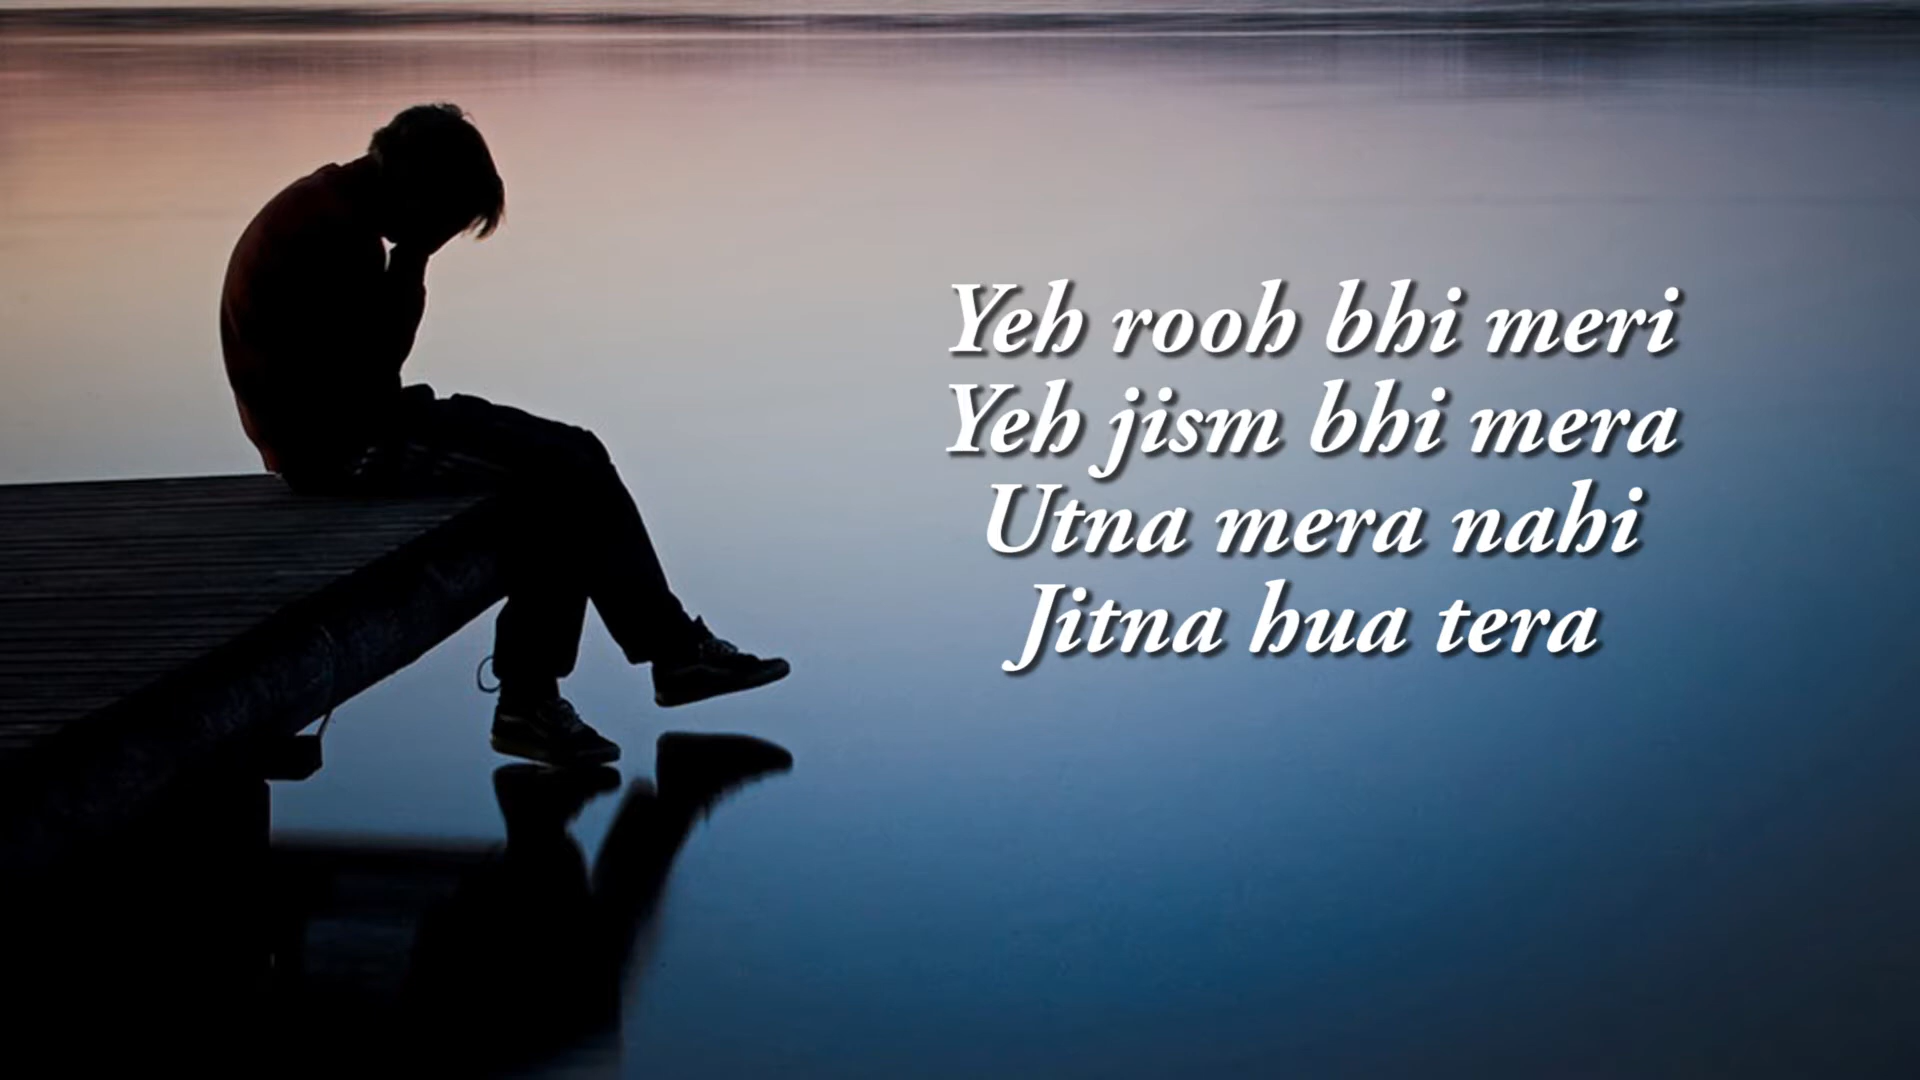 Yeh rooh bhi meri
Yeh jism bhi mera
Utna mera nahi
Jitna hua tera